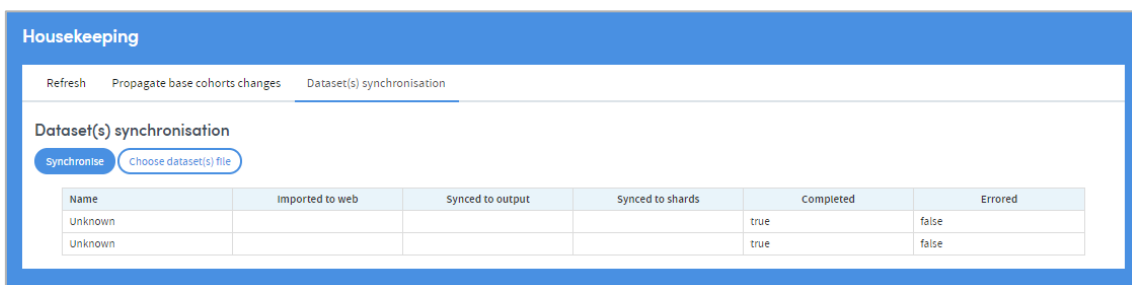 Housekeeping
Refresh Propagate base cohorts changes Dataset(s) synchronisation
Dataset(s) synchronisation
Synchronise Choose dataset(s) file
Name Imported to web Synced to output Synced to shards Completed Errored
Unknown true false
Unknown true false